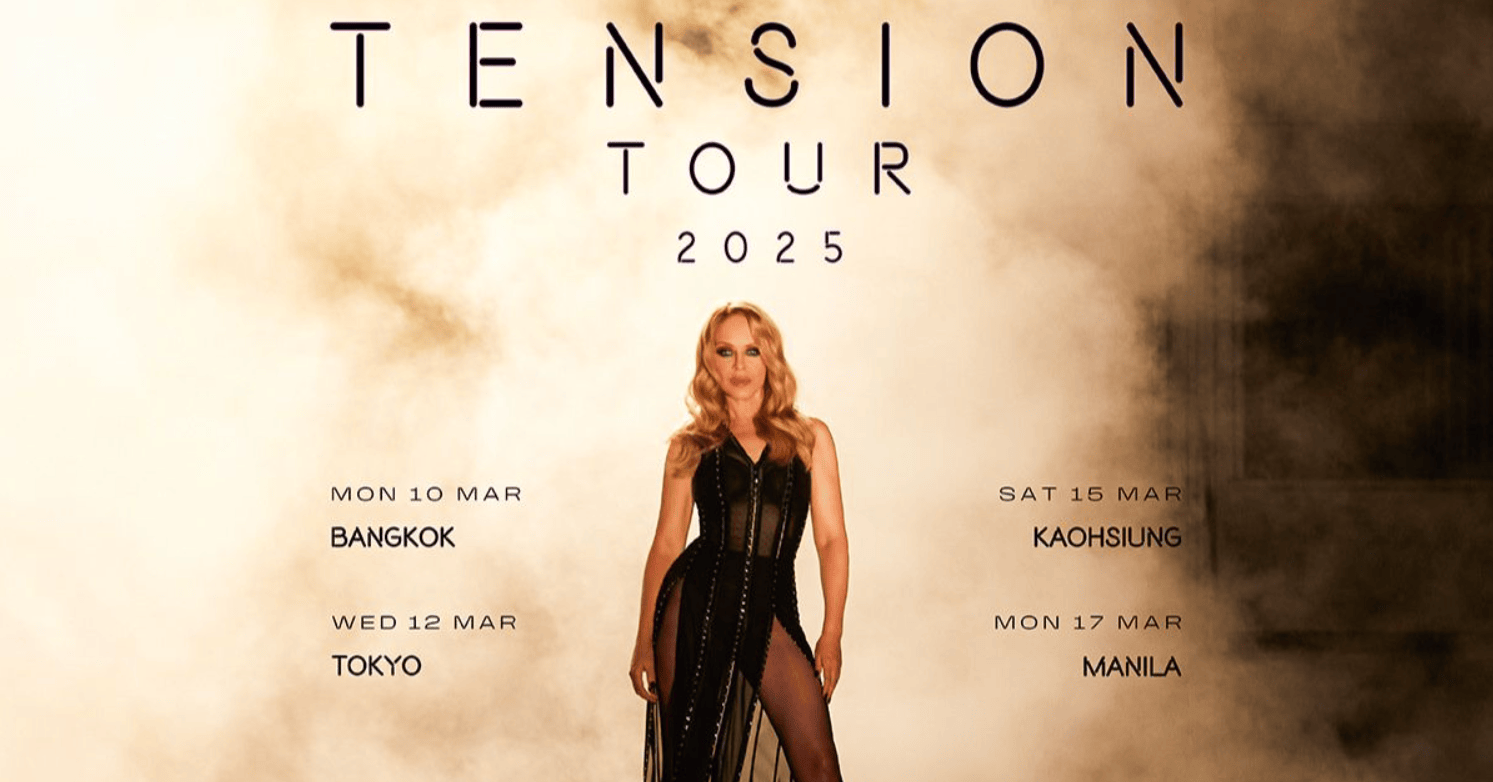 TENSION
TOUR
2025
MON 10 MAR
BANGKOK
WED 12 MAR
TOKYO
SAT 15 MAR
KAOHSIUNG
MON 17 MAR
MANILA